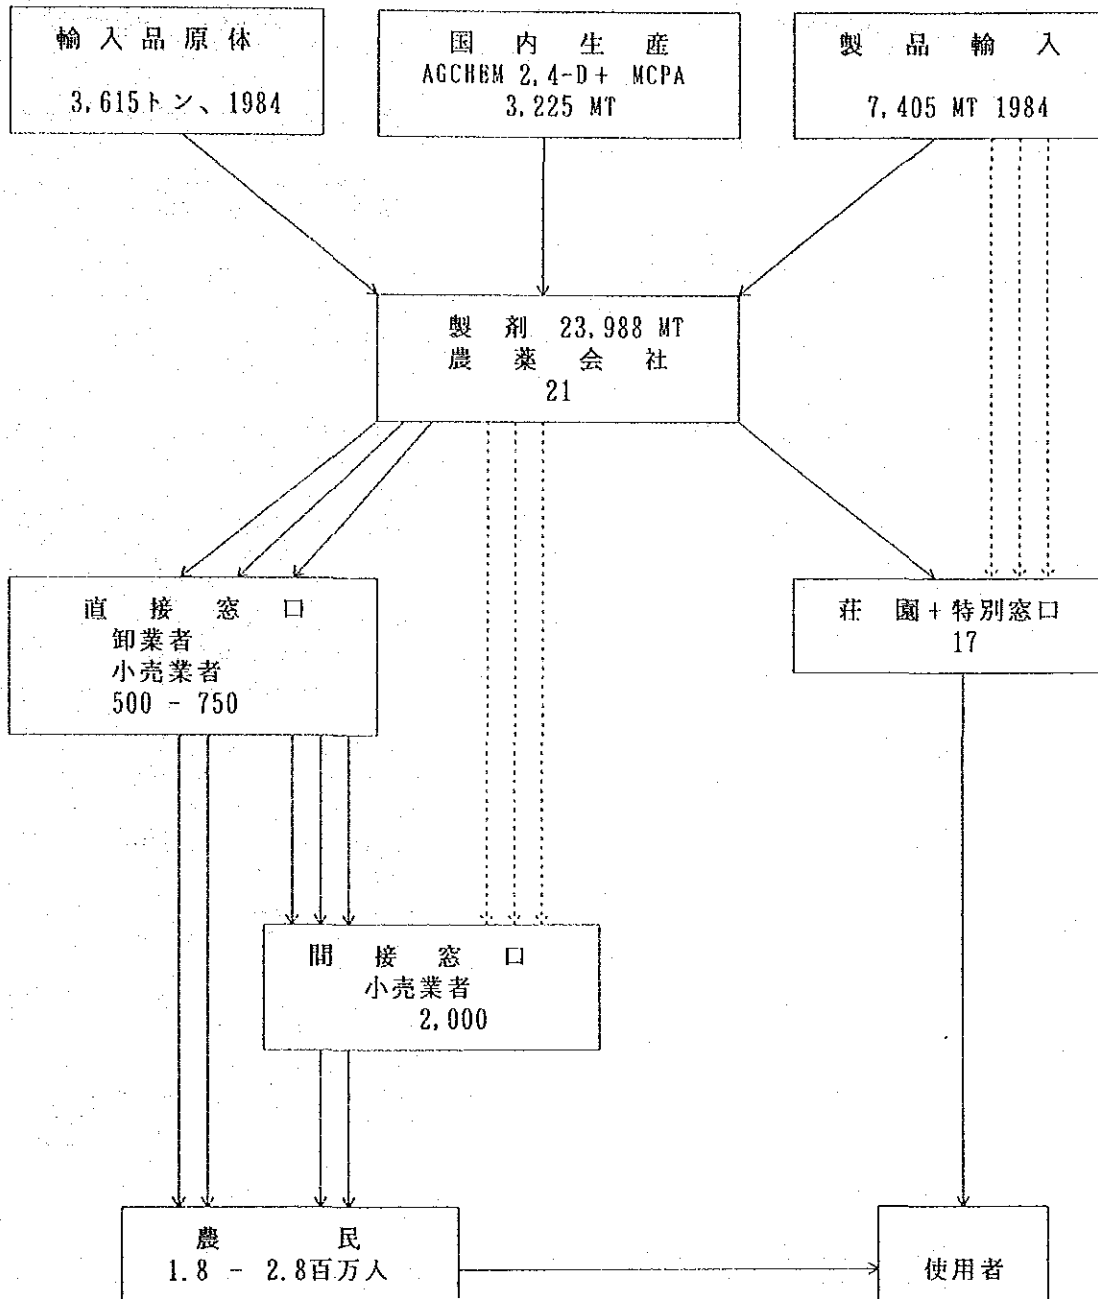 輸入品原体
3,615トン、1984
国内生産
AGCHEM 2,4-D+ MCPA
3,225 MT
製品輸入
7,405 MT 1984
製剤 23,988 MT
農薬会社
21
直接窓口
卸業者
小売業者
500 - 750
荘園+特別窓口
17
間接窓口
小売業者
2,000
農民
1.8 - 2.8百万人
使用者